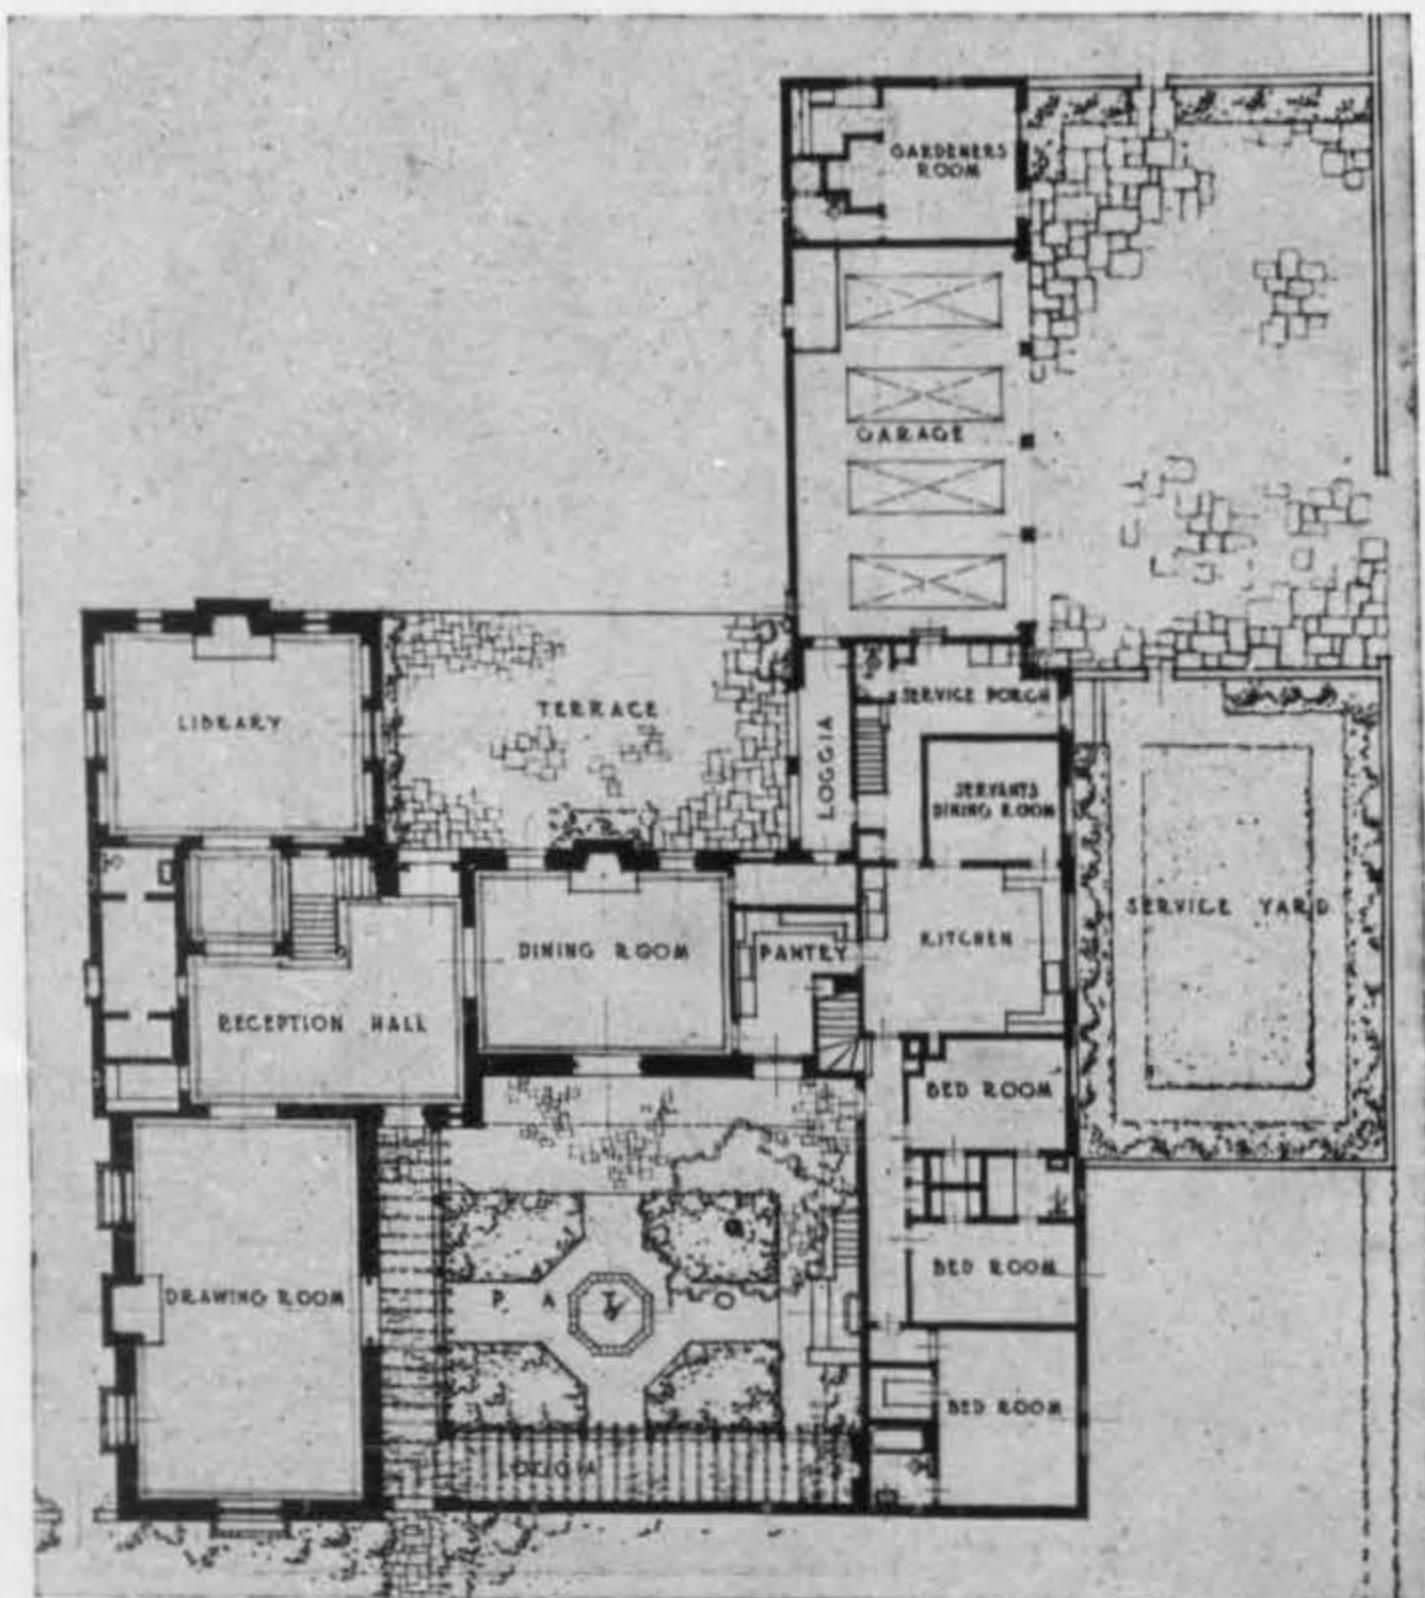 GARDENERS
ROOM
GARAGE
SERVICE PORCH
LIBRARY
TERRACE
LOGGIA
SERVANTS
DINING ROOM
SERVICE YARD
DINING ROOM
PANTRY
KITCHEN
RECEPTION HALL
BED ROOM
BED ROOM
DRAWING ROOM
PATIO
BED ROOM
LOGGIA